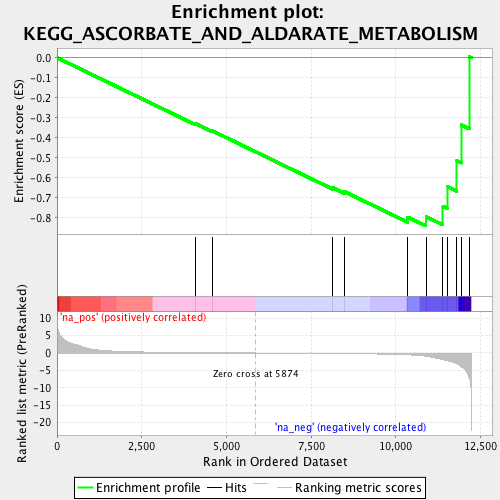 Enrichment plot:
KEGG_ASCORBATE_AND_ALDARATE_METABOLISM
Enrichment score (ES)
0.0
-0.1
-0.2
-0.3
-0.4
-0.5
-0.6
-0.7
-0.8
'na_pos' (positively correlated)
Ranked list metric (PreRanked)
10
5
0
-5
-10
-15
-20
Zero cross at 5874
'na_neg' (negatively correlated)
0 2,500 5,000 7,500 10,000 12,500
Rank in Ordered Dataset
Enrichment profile Hits Ranking metric scores